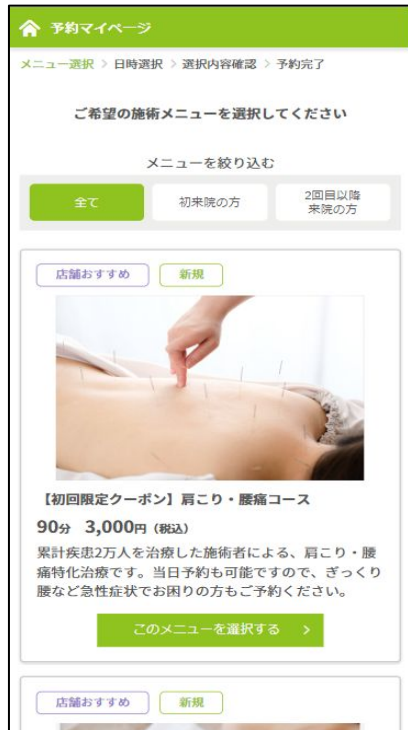 予約マイページ
メニュー選択 > 日時選択 > 選択内容確認 > 予約完了
ご希望の施術メニューを選択してください
メニューを絞り込む
全て
初来院の方
2回目以降
来院の方
店舗おすすめ
新規
【初回限定クーポン】肩こり・腰痛コース
90分 3,000円（税込）
累計疾患2万人を治療した施術者による、肩こり・腰
痛特化治療です。当日予約も可能ですので、ぎっくり
腰など急性症状でお困りの方もご予約ください。
このメニューを選択する >
店舗おすすめ
新規